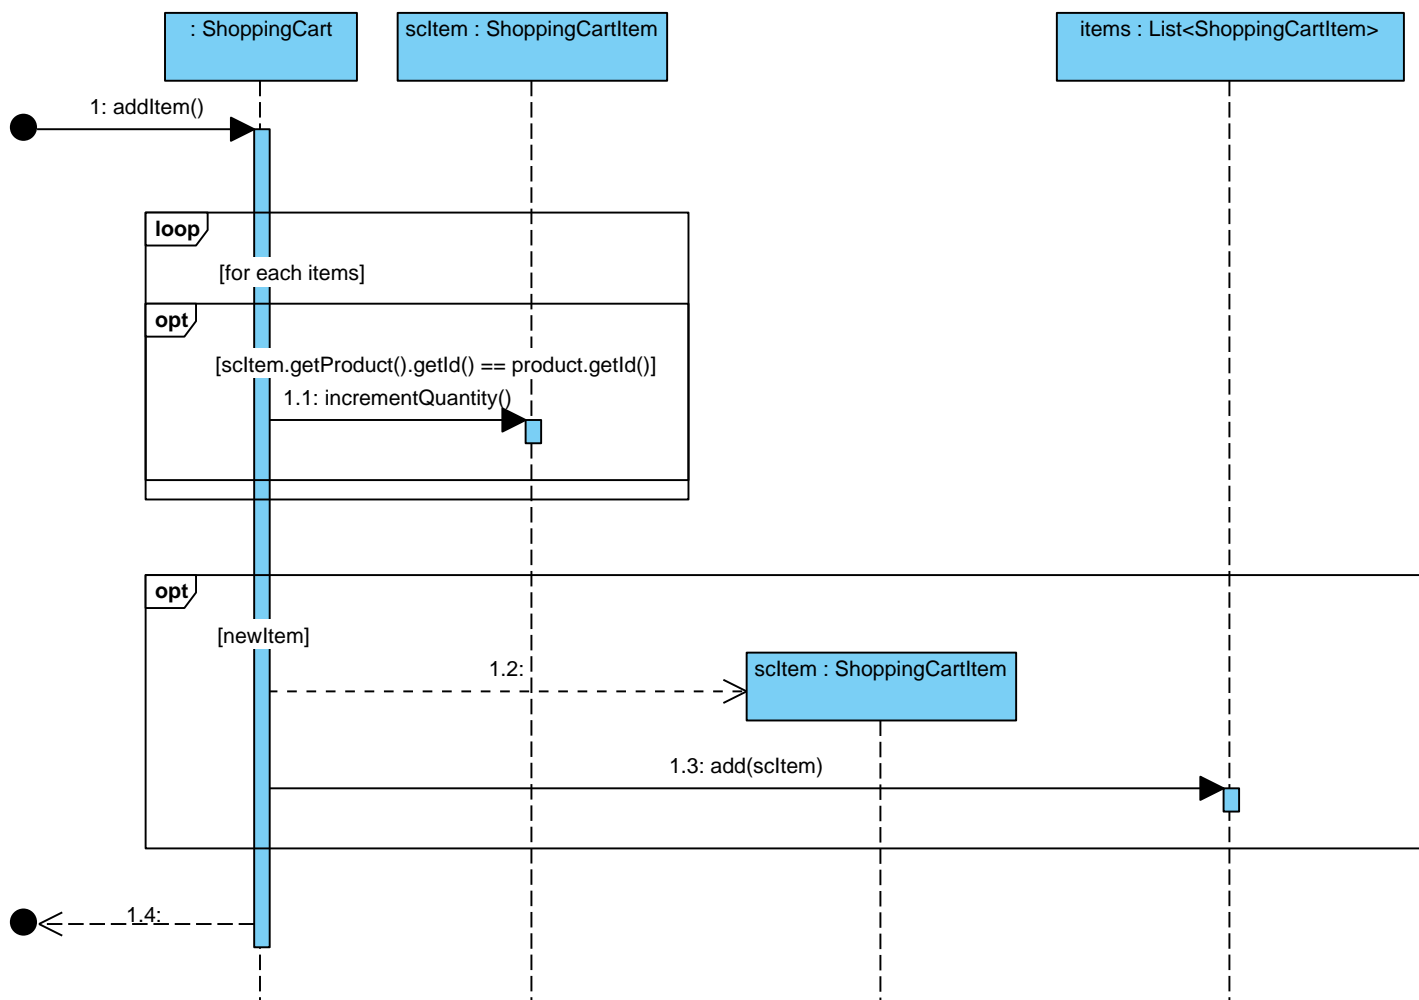 : ShoppingCart
scItem : ShoppingCartItem
items : List<ShoppingCartItem>
1: addItem()
loop
[for each items]
opt
[scItem.getProduct().getId() == product.getId()]
1.1: incrementQuantity()
opt
[newItem]
1.2:
scItem : ShoppingCartItem
1.3: add(scItem)
1.4: